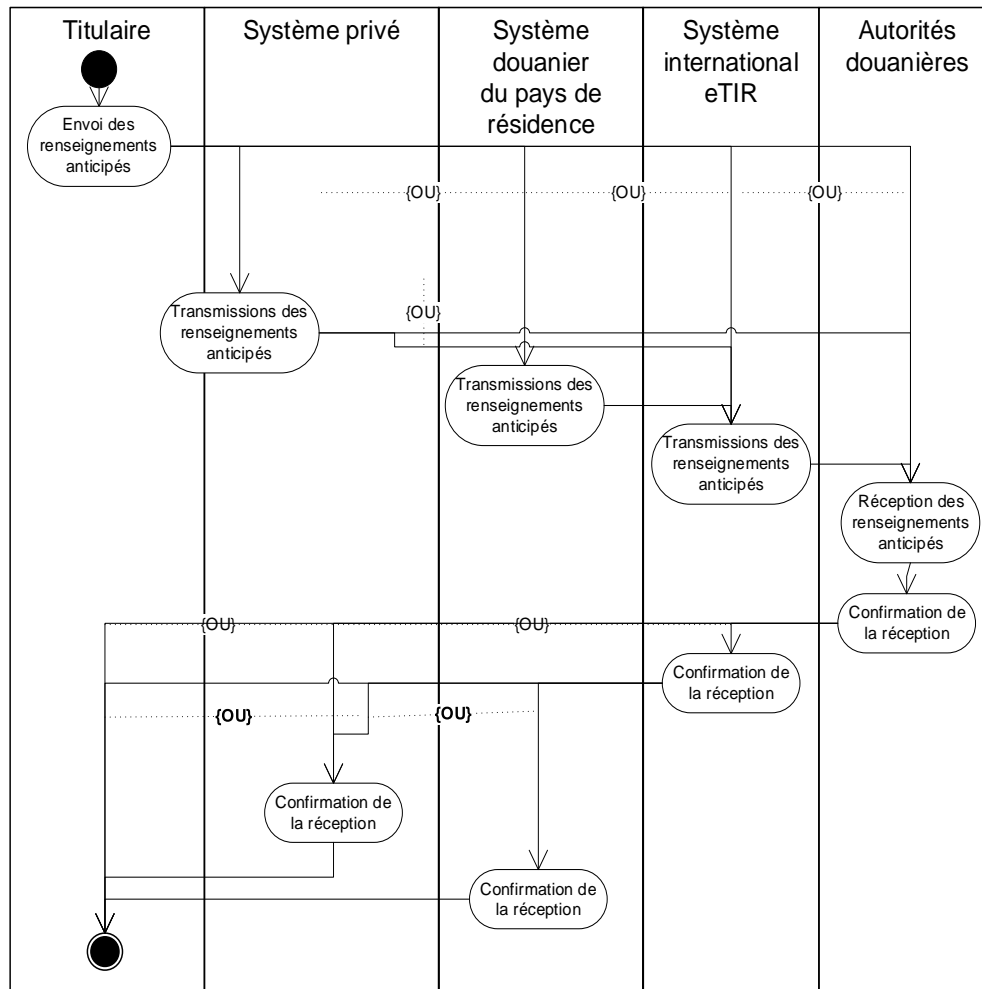 Titulaire
Système privé
Système
douanier
du pays de
résidence
Système
international
eTIR
Autorités
douanières
Envoi des
renseignements
anticipés
{OU}
{OU}
{OU}
Transmissions des
renseignements
anticipés
{OU}
Transmissions des
renseignements
anticipés
Transmissions des
renseignements
anticipés
Réception des
renseignements
anticipés
Confirmation de
la réception
{OU}
{OU}
Confirmation de
la réception
{OU}
{OU}
Confirmation de
la réception
Confirmation de
la réception